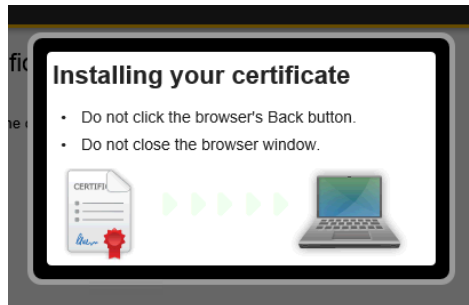 Installing your certificate
• Do not click the browser's Back button.
• Do not close the browser window.
CERTIFI